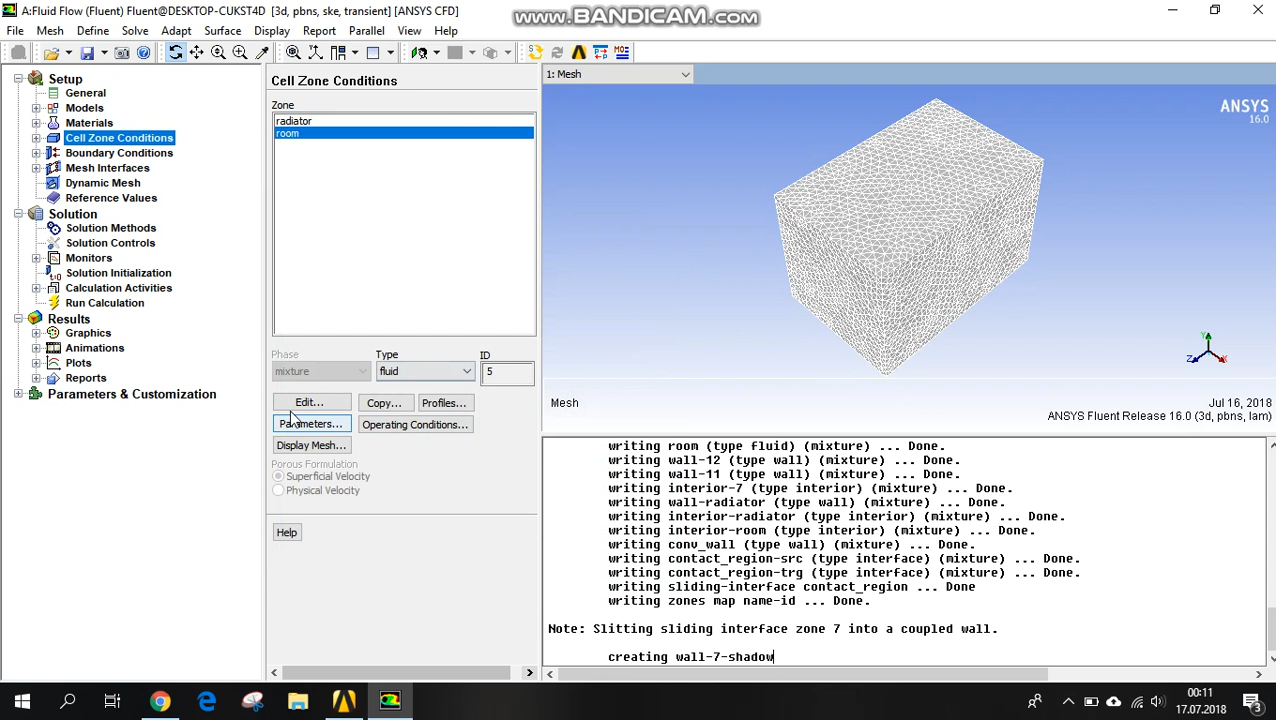 A:Fluid Flow (Fluent) Fluent@DESKTOP-CUKST4D [3d, pbns, ske, transient] [ANSYS CFD]
www.BANDICAM.com
File Mesh Define Solve Adapt Surface Display Report Parallel View Help
Setup
General
Models
Materials
Cell Zone Conditions
Boundary Conditions
Mesh Interfaces
Dynamic Mesh
Reference Values
Solution
Solution Methods
Solution Controls
Monitors
Solution Initialization
Calculation Activities
Run Calculation
Results
Graphics
Animations
Plots
Reports
Parameters & Customization
Cell Zone Conditions
Zone
radiator
room
Phase
Type
ID
mixture
fluid
5
Edit...
Copy...
Profiles...
Parameters...
Operating Conditions...
Display Mesh...
Porous Formulation
Superficial Velocity
Physical Velocity
Help
1: Mesh
ANSYS
16.0
Y
Z
X
Mesh
Jul 16, 2018
ANSYS Fluent Release 16.0 (3d, pbns, lam)
writing room (type fluid) (mixture) ... Done.
writing wall-12 (type wall) (mixture) ... Done.
writing wall-11 (type wall) (mixture) ... Done.
writing interior-7 (type interior) (mixture) ... Done.
writing wall-radiator (type wall) (mixture) ... Done.
writing interior-radiator (type interior) (mixture) ... Done.
writing interior-room (type interior) (mixture) ... Done.
writing conv_wall (type wall) (mixture) ... Done.
writing contact_region-src (type interface) (mixture) ... Done.
writing contact_region-trg (type interface) (mixture) ... Done.
writing sliding-interface contact_region ... Done
writing zones map name-id ... Done.
Note: Slitting sliding interface zone 7 into a coupled wall.
creating wall-7-shadow
00:11
17.07.2018
3